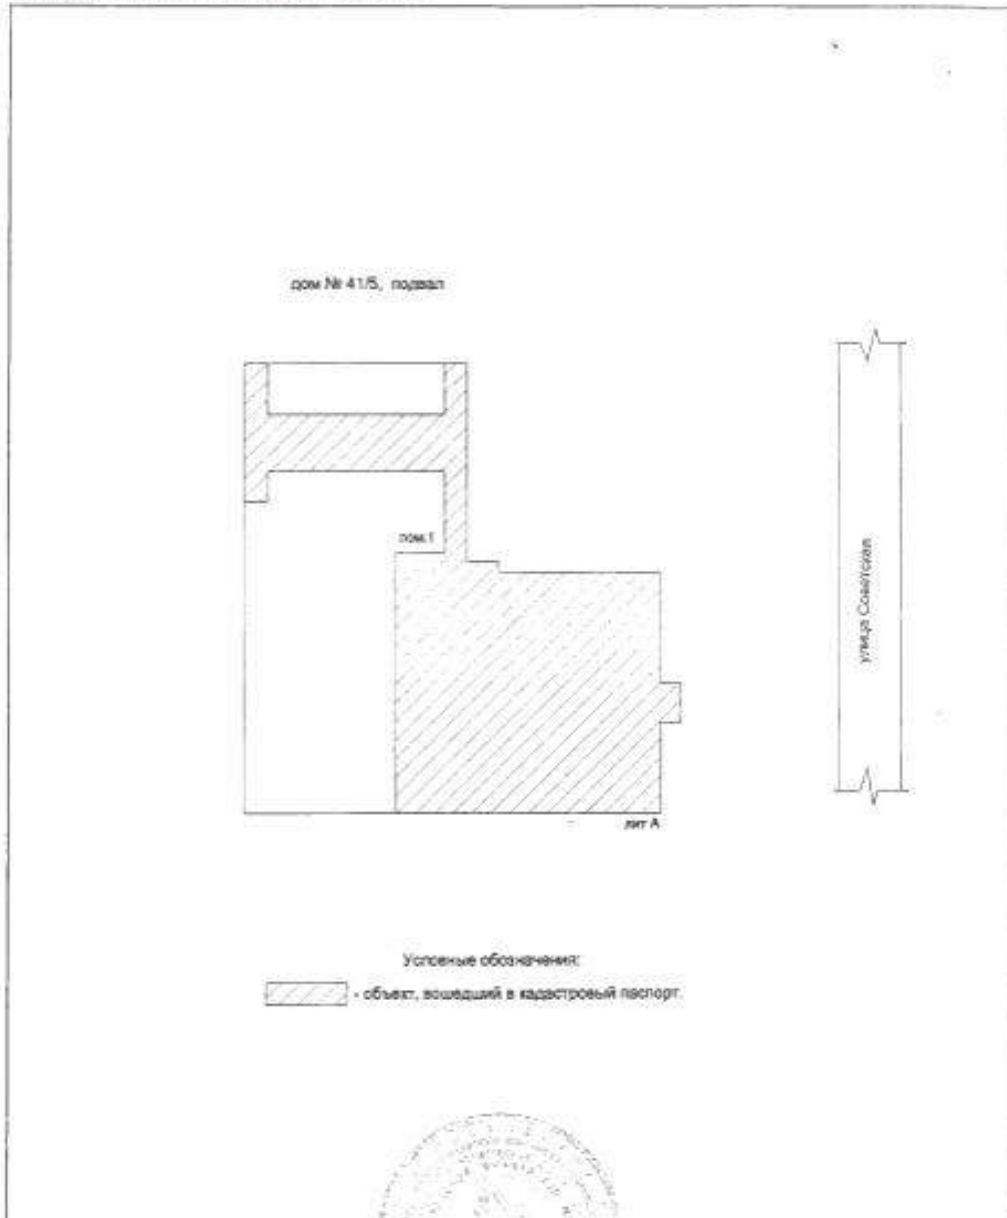 дом № 41/5, подвал
пом.1
улица Советская
лит А
Условные обозначения:
- объект, вошедший в кадастровый паспорт.